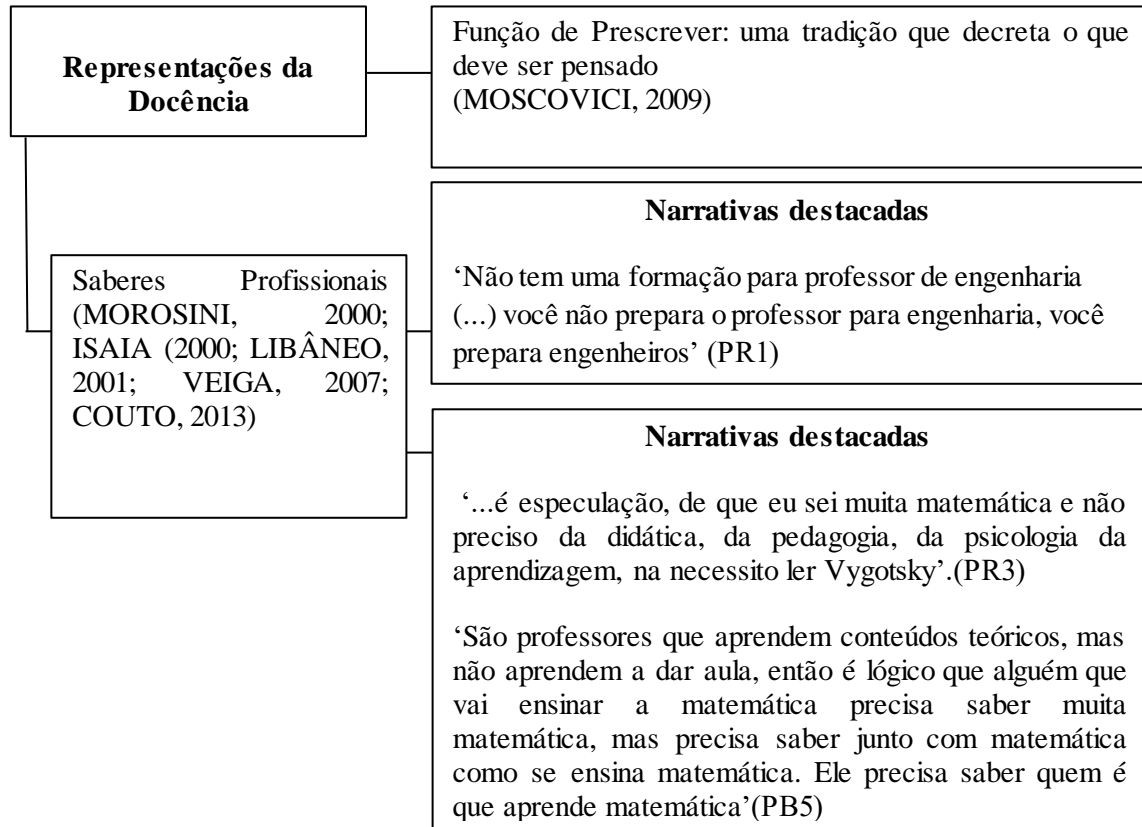 Representações da
Docência
Função de Prescrever: uma tradição que decreta o que
deve ser pensado
(MOSCOVICI, 2009)
Saberes Profissionais
(MOROSINI, 2000;
ISAIA (2000; LIBÂNEO,
2001; VEIGA, 2007;
COUTO, 2013)
Narrativas destacadas
‘Não tem uma formação para professor de engenharia
(...) você não prepara o professor para engenharia, você
prepara engenheiros’ (PR1)
Narrativas destacadas
‘...é especulação, de que eu sei muita matemática e não
preciso da didática, da pedagogia, da psicologia da
aprendizagem, na necessito ler Vygotsky’.(PR3)
‘São professores que aprendem conteúdos teóricos, mas
não aprendem a dar aula, então é lógico que alguém que
vai ensinar a matemática precisa saber muita
matemática, mas precisa saber junto com matemática
como se ensina matemática. Ele precisa saber quem é
que aprende matemática’(PB5)